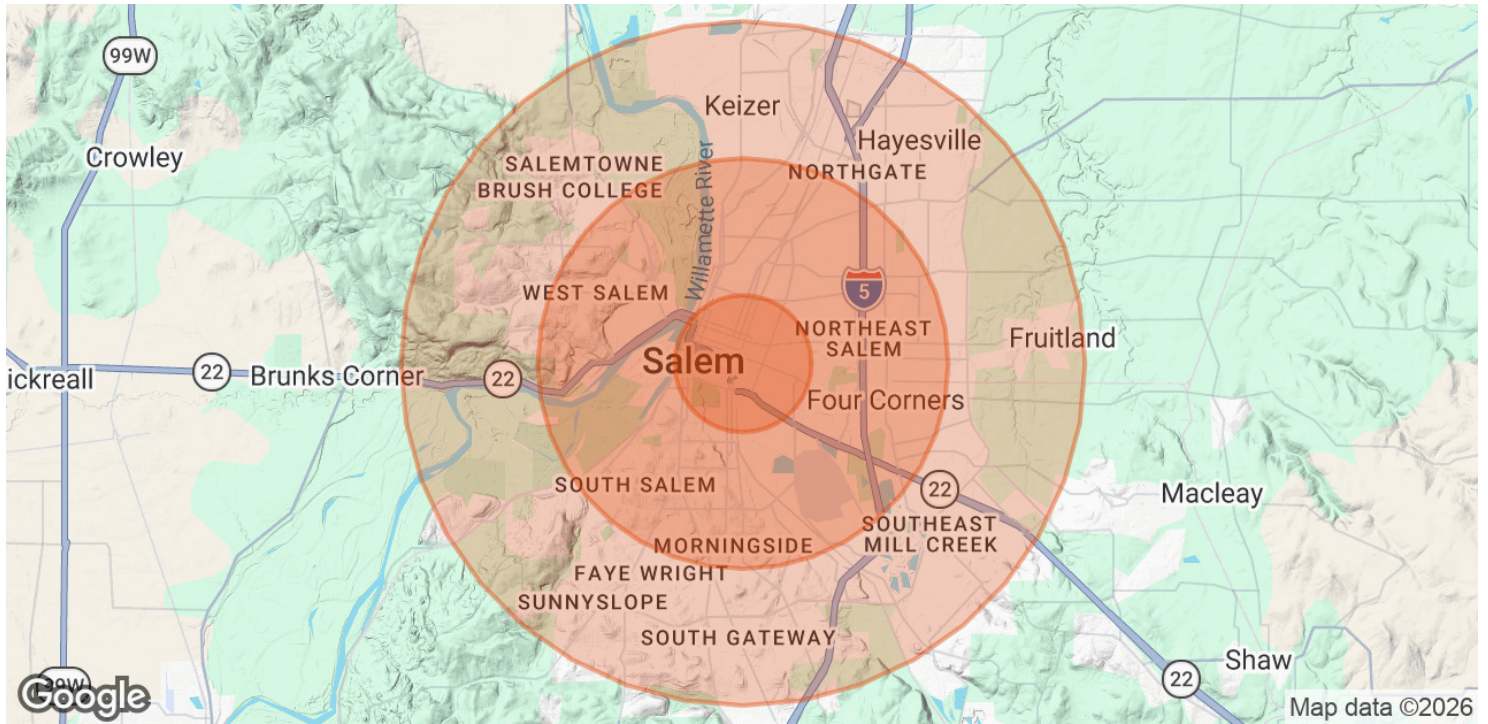 99W
Keizer
Crowley
Hayesville
SALEMTOWNE
BRUSH COLLEGE
NORTHGATE
Willamette River
WEST SALEM
5
NORTHEAST
SALEM
Fruitland
Salem
22
ickreall
Brunks Corner
22
Four Corners
SOUTH SALEM
22
Macleay
SOUTHEAST
MILL CREEK
MORNINGSIDE
FAYE WRIGHT
SUNNYSLOPE
SOUTH GATEWAY
Shaw
22
99W
Google
Map data ©2026